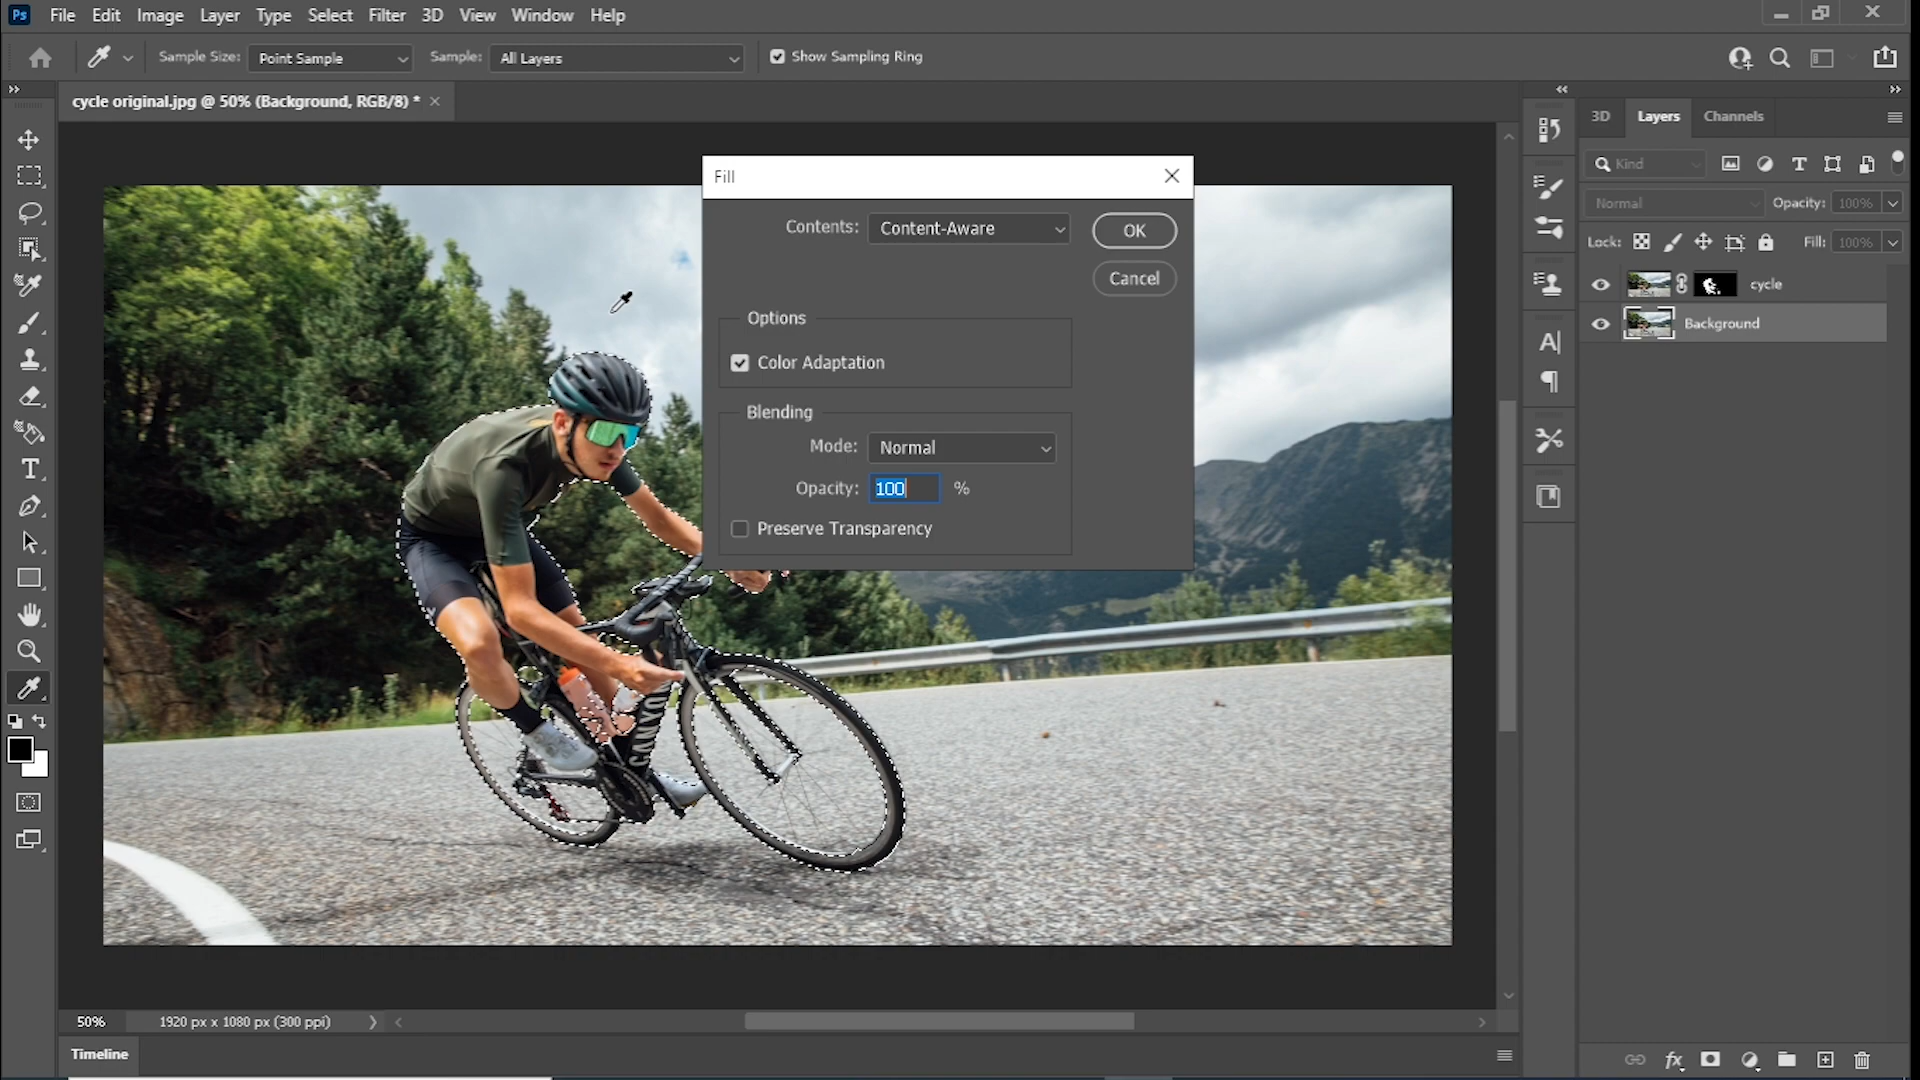 Ps File Edit Image Layer Type Select Filter 3D View Window Help
Sample Size: Point Sample Sample: All Layers Show Sampling Ring
cycle original.jpg @ 50% (Background, RGB/8) *
3D Layers Channels
Kind
Normal Opacity: 100%
Lock: Fill: 100%
cycle
Background
Fill
Contents: Content-Aware OK
Cancel
Options
Color Adaptation
Blending
Mode: Normal
Opacity: 100 %
Preserve Transparency
CANYON
50% 1920 px x 1080 px (300 ppi)
Timeline